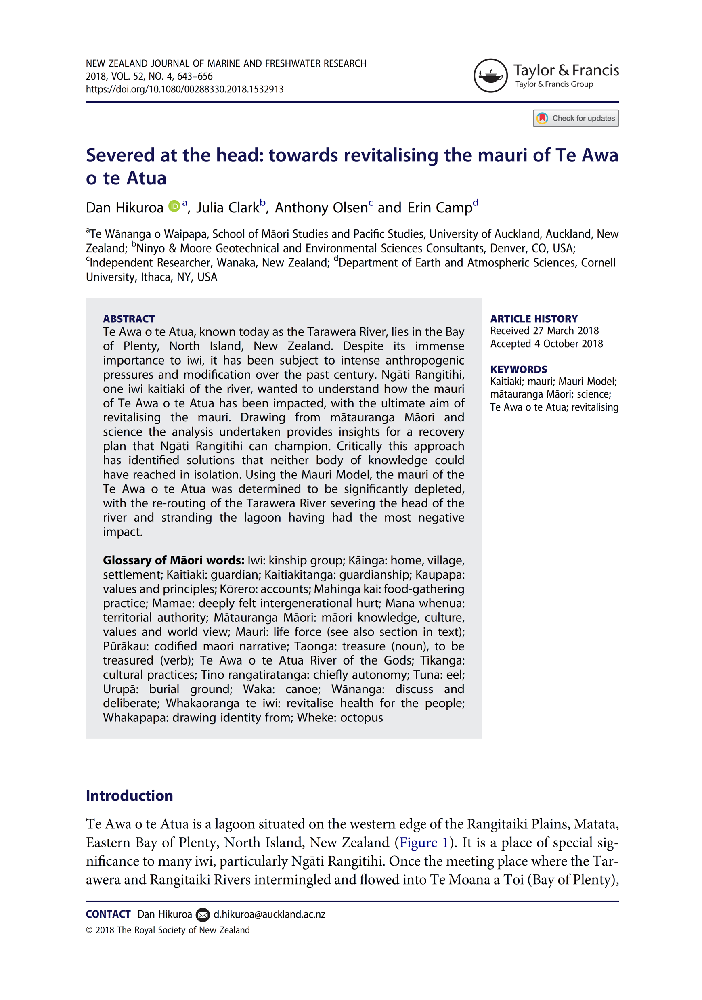 NEW ZEALAND JOURNAL OF MARINE AND FRESHWATER RESEARCH
2018, VOL. 52, NO. 4, 643–656
https://doi.org/10.1080/00288330.2018.1532913
Taylor & Francis
Taylor & Francis Group
Check for updates
Severed at the head: towards revitalising the mauri of Te Awa
o te Atua
Dan Hikuroa iD a, Julia Clark b, Anthony Olsen c and Erin Camp d
aTe Wānanga o Waipapa, School of Māori Studies and Pacific Studies, University of Auckland, Auckland, New
Zealand; bNinyo & Moore Geotechnical and Environmental Sciences Consultants, Denver, CO, USA;
cIndependent Researcher, Wanaka, New Zealand; dDepartment of Earth and Atmospheric Sciences, Cornell
University, Ithaca, NY, USA
ABSTRACT
Te Awa o te Atua, known today as the Tarawera River, lies in the Bay
of Plenty, North Island, New Zealand. Despite its immense
importance to iwi, it has been subject to intense anthropogenic
pressures and modification over the past century. Ngāti Rangitihi,
one iwi kaitiaki of the river, wanted to understand how the mauri
of Te Awa o te Atua has been impacted, with the ultimate aim of
revitalising the mauri. Drawing from mātauranga Māori and
science the analysis undertaken provides insights for a recovery
plan that Ngāti Rangitihi can champion. Critically this approach
has identified solutions that neither body of knowledge could
have reached in isolation. Using the Mauri Model, the mauri of the
Te Awa o te Atua was determined to be significantly depleted,
with the re-routing of the Tarawera River severing the head of the
river and stranding the lagoon having had the most negative
impact.
Glossary of Māori words: Iwi: kinship group; Kāinga: home, village,
settlement; Kaitiaki: guardian; Kaitiakitanga: guardianship; Kaupapa:
values and principles; Kōrero: accounts; Mahinga kai: food-gathering
practice; Mamae: deeply felt intergenerational hurt; Mana whenua:
territorial authority; Mātauranga Māori: māori knowledge, culture,
values and world view; Mauri: life force (see also section in text);
Pūrākau: codified maori narrative; Taonga: treasure (noun), to be
treasured (verb); Te Awa o te Atua River of the Gods; Tikanga:
cultural practices; Tino rangatiratanga: chiefly autonomy; Tuna: eel;
Urupā: burial ground; Waka: canoe; Wānanga: discuss and
deliberate; Whakaoranga te iwi: revitalise health for the people;
Whakapapa: drawing identity from; Wheke: octopus
ARTICLE HISTORY
Received 27 March 2018
Accepted 4 October 2018
KEYWORDS
Kaitiaki; mauri; Mauri Model;
mātauranga Māori; science;
Te Awa o te Atua; revitalising
Introduction
Te Awa o te Atua is a lagoon situated on the western edge of the Rangitaiki Plains, Matata,
Eastern Bay of Plenty, North Island, New Zealand (Figure 1). It is a place of special sig-
nificance to many iwi, particularly Ngāti Rangitihi. Once the meeting place where the Tar-
awera and Rangitaiki Rivers intermingled and flowed into Te Moana a Toi (Bay of Plenty),
CONTACT Dan Hikuroa d.hikuroa@auckland.ac.nz
© 2018 The Royal Society of New Zealand